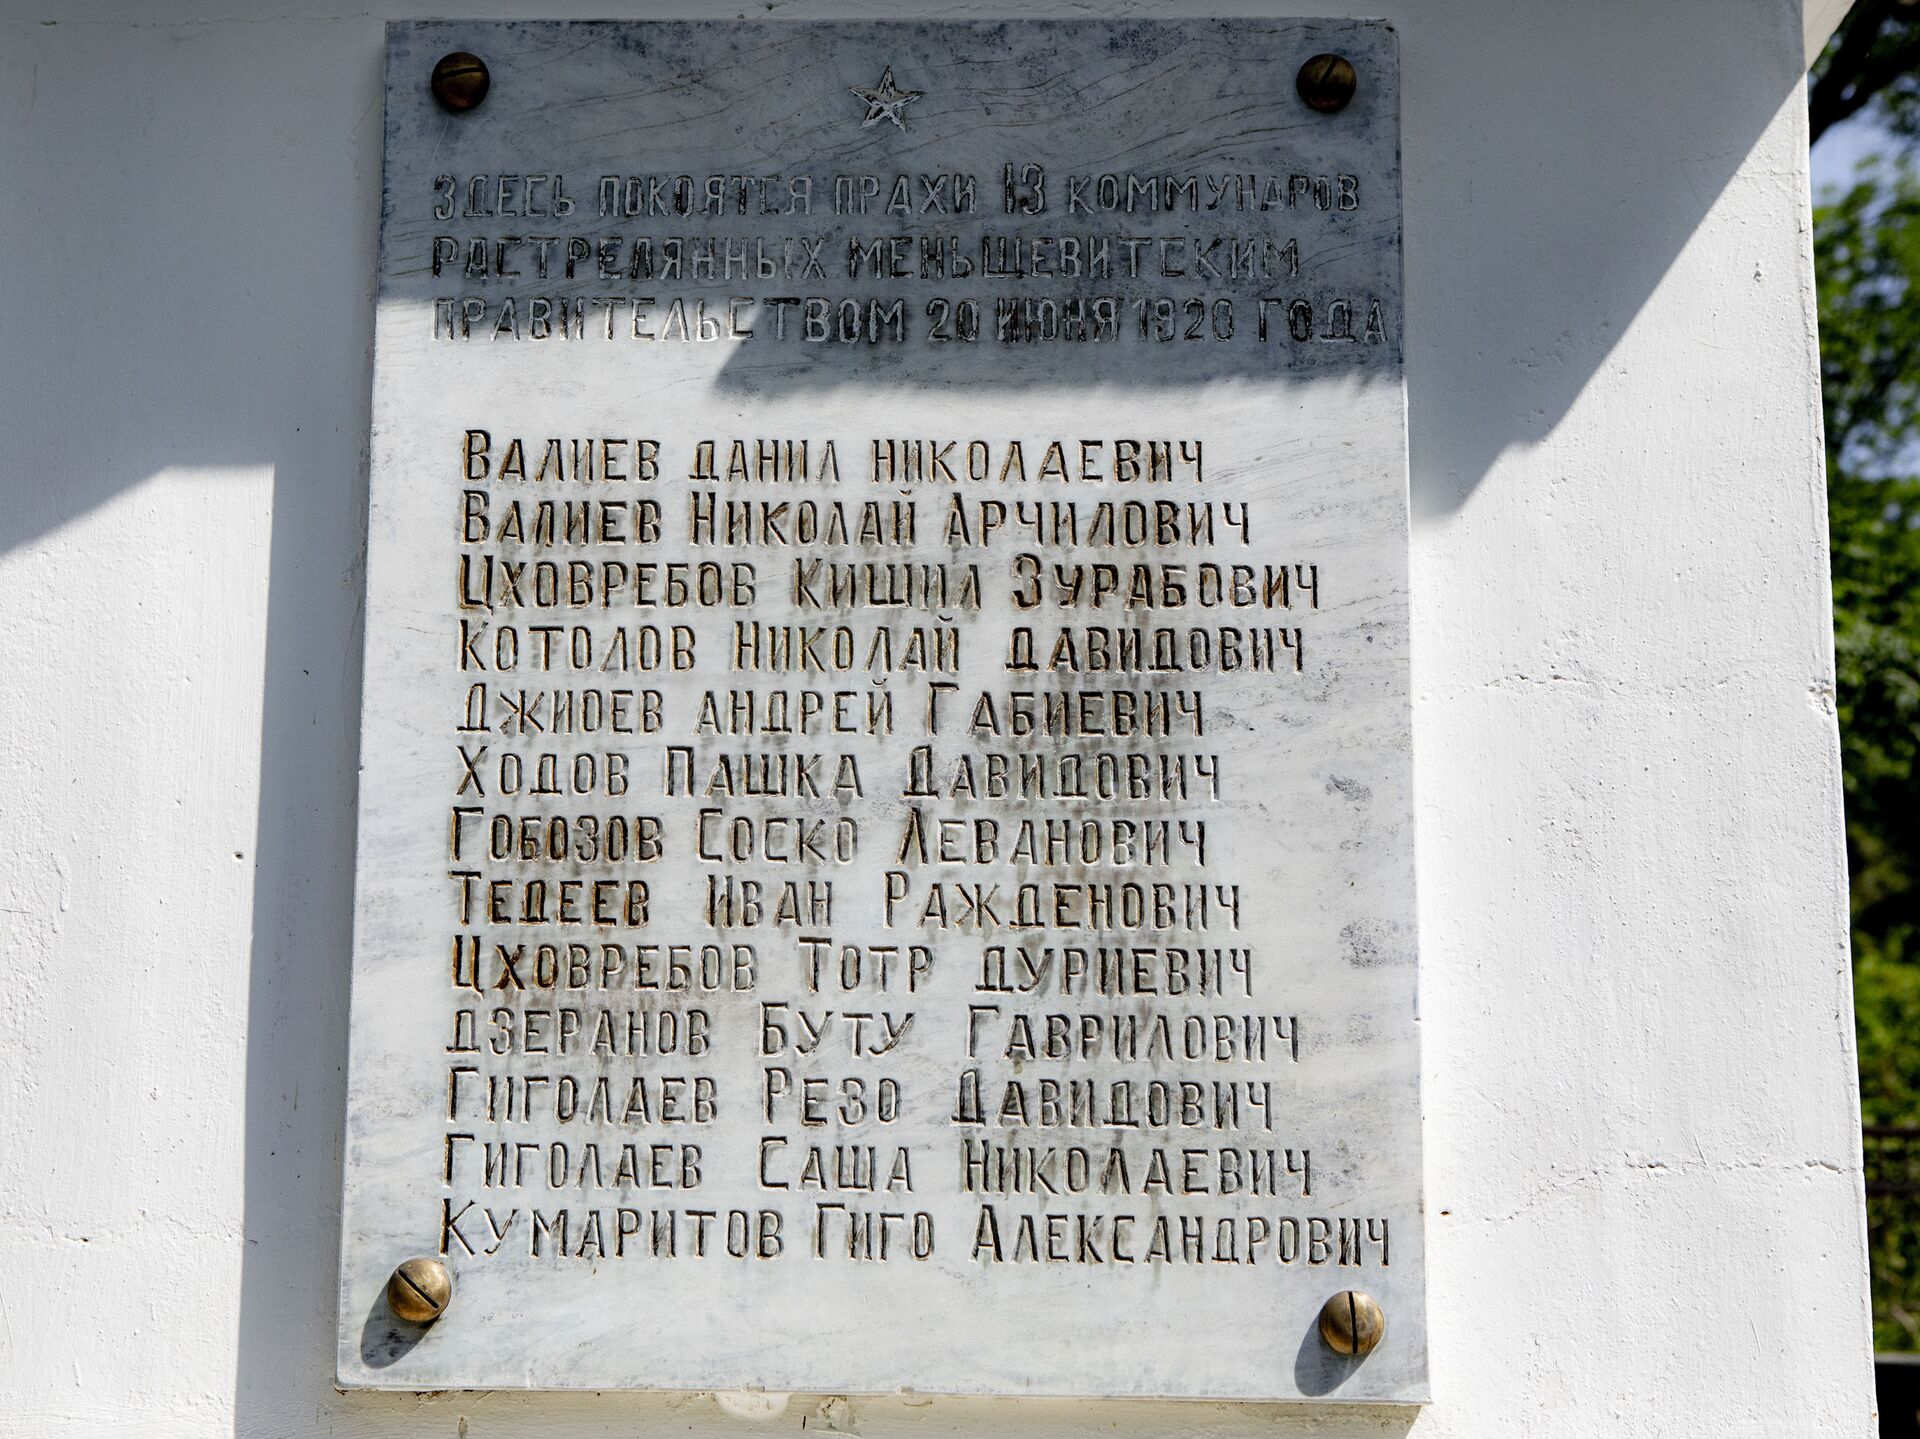 ЗДЕСЬ ПОКОЯТСЯ ПРАХИ 13 КОММУНАРОВ
РАСТРЕЛЯННЫХ МЕНЬШЕВИТСКИМ
ПРАВИТЕЛЬСТВОМ 20 ИЮНЯ 1920 ГОДА
ВАЛИЕВ ДАНИЛ НИКОЛАЕВИЧ
ВАЛИЕВ НИКОЛАЙ АРЧИЛОВИЧ
ЦХОВРЕБОВ КИШИЛ ЗУРАБОВИЧ
КОТОЛОВ НИКОЛАЙ ДАВИДОВИЧ
ДЖИОЕВ АНДРЕЙ ГАБИЕВИЧ
ХОДОВ ПАШКА ДАВИДОВИЧ
ГОБОЗОВ СОСКО ЛЕВАНОВИЧ
ТЕДЕЕВ ИВАН РАЖДЕНОВИЧ
ЦХОВРЕБОВ ТОТР ДУРИЕВИЧ
ДЗЕРАНОВ БУТУ ГАВРИЛОВИЧ
ГИГОЛАЕВ РЕЗО ДАВИДОВИЧ
ГИГОЛАЕВ САША НИКОЛАЕВИЧ
КУМАРИТОВ ГИГО АЛЕКСАНДРОВИЧ